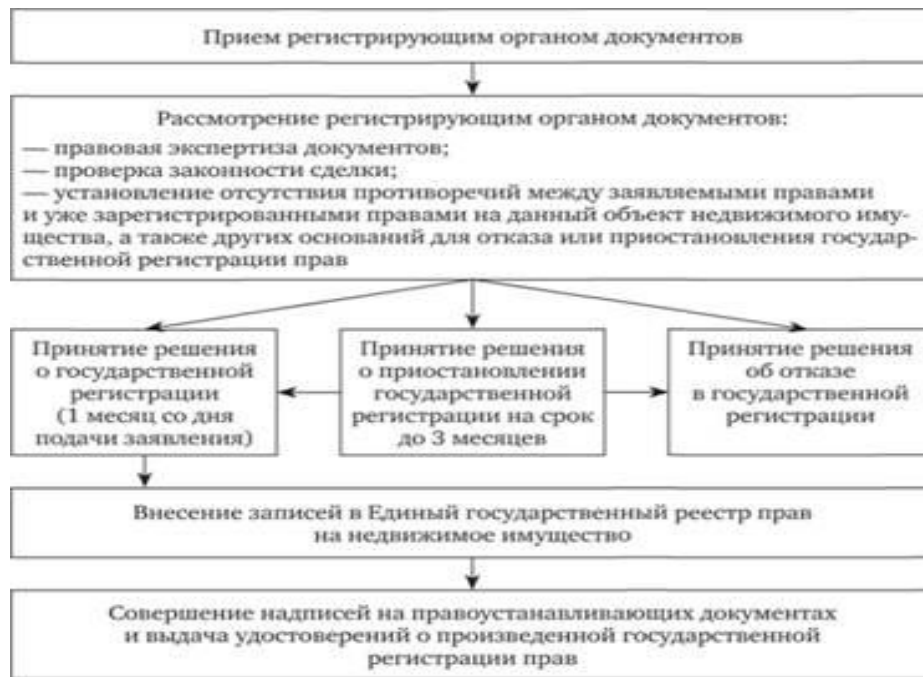 Прием регистрирующим органом документов
Рассмотрение регистрирующим органом документов:
— правовая экспертиза документов;
— проверка законности сделки;
— установление отсутствия противоречий между заявляемыми правами
и уже зарегистрированными правами на данный объект недвижимого иму-
щества, а также других оснований для отказа или приостановления государ-
ственной регистрации прав
Принятие решения
о государственной
регистрации
(1 месяц со дня
подачи заявления)
Принятие решения
о приостановлении
государственной
регистрации на срок
до 3 месяцев
Принятие решения
об отказе
в государственной
регистрации
Внесение записей в Единый государственный реестр прав
на недвижимое имущество
Совершение надписей на правоустанавливающих документах
и выдача удостоверений о произведенной государственной
регистрации прав